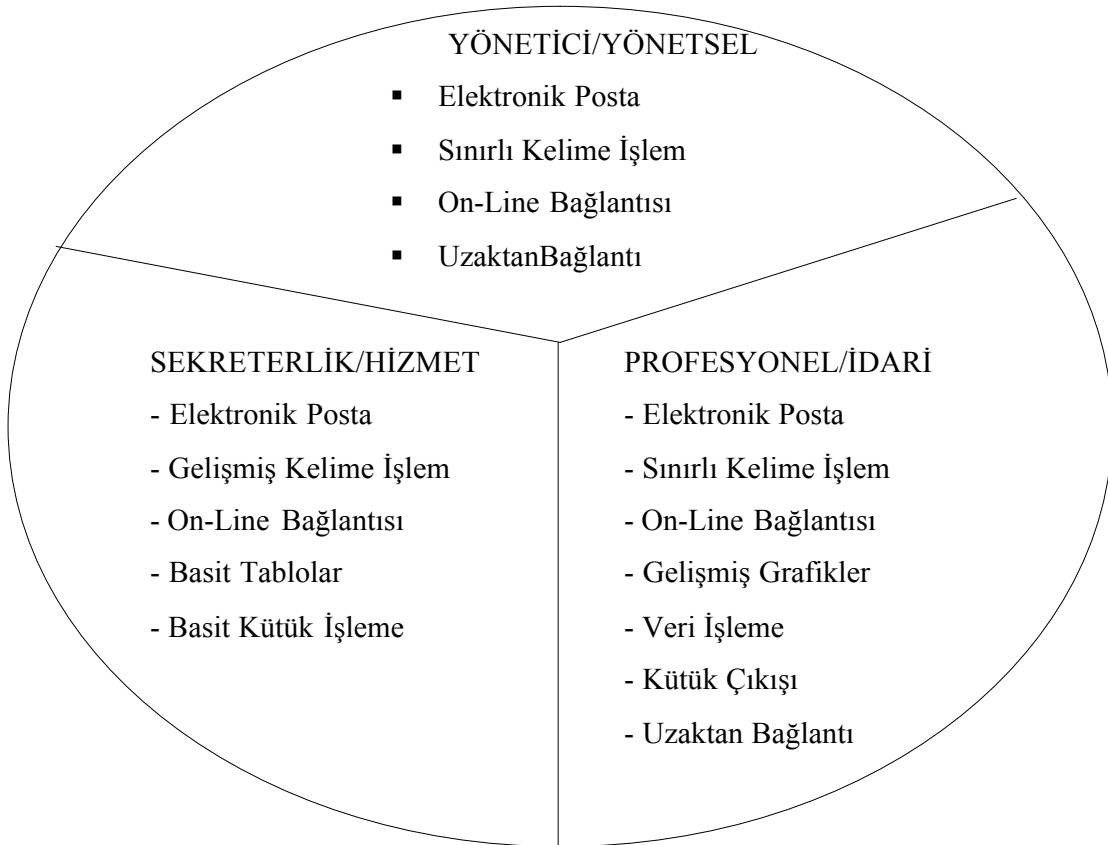 YÖNETİCİ/YÖNETSEL
▪ Elektronik Posta
▪ Sınırlı Kelime İşlem
▪ On-Line Bağlantısı
▪ UzaktanBağlantı
SEKRETERLİK/HİZMET
- Elektronik Posta
- Gelişmiş Kelime İşlem
- On-Line Bağlantısı
- Basit Tablolar
- Basit Kütük İşleme
PROFESYONEL/İDARİ
- Elektronik Posta
- Sınırlı Kelime İşlem
- On-Line Bağlantısı
- Gelişmiş Grafikler
- Veri İşleme
- Kütük Çıkışı
- Uzaktan Bağlantı